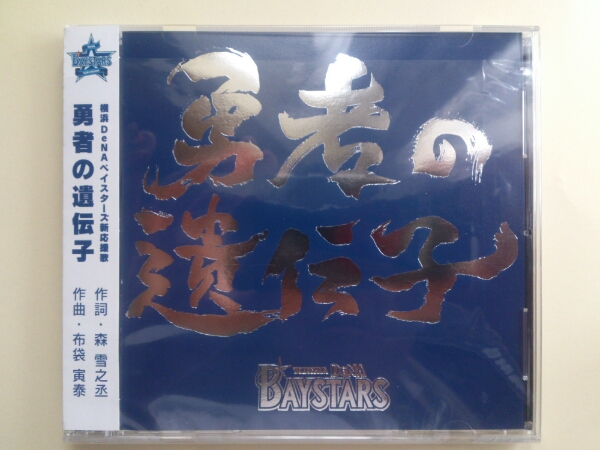 BAYSTARS
横浜DeNAベイスターズ新応援歌
勇者の遺伝子
作詞・森 雪之丞
作曲・布袋 寅泰
勇者の
遺伝子
YOKOHAMA DeNA
BAYSTARS